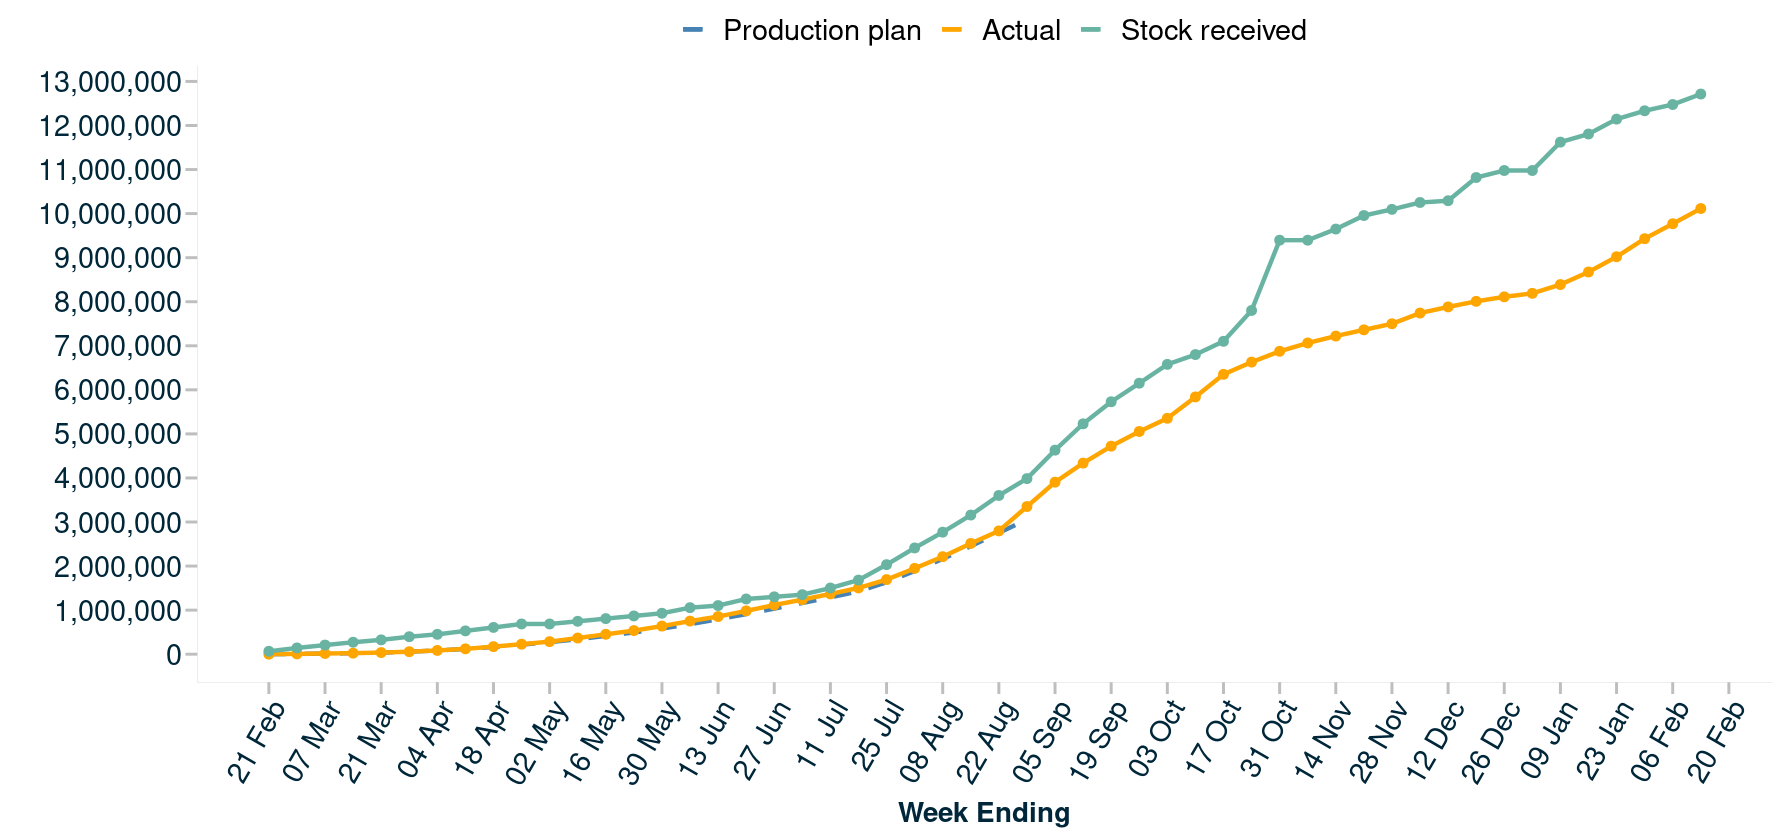 Production plan Actual Stock received
13,000,000
12,000,000
11,000,000
10,000,000
9,000,000
8,000,000
7,000,000
6,000,000
5,000,000
4,000,000
3,000,000
2,000,000
1,000,000
0
21 Feb
07 Mar
21 Mar
04 Apr
18 Apr
02 May
16 May
30 May
13 Jun
27 Jun
11 Jul
25 Jul
08 Aug
22 Aug
05 Sep
19 Sep
03 Oct
17 Oct
31 Oct
14 Nov
28 Nov
12 Dec
26 Dec
09 Jan
23 Jan
06 Feb
20 Feb
Week Ending